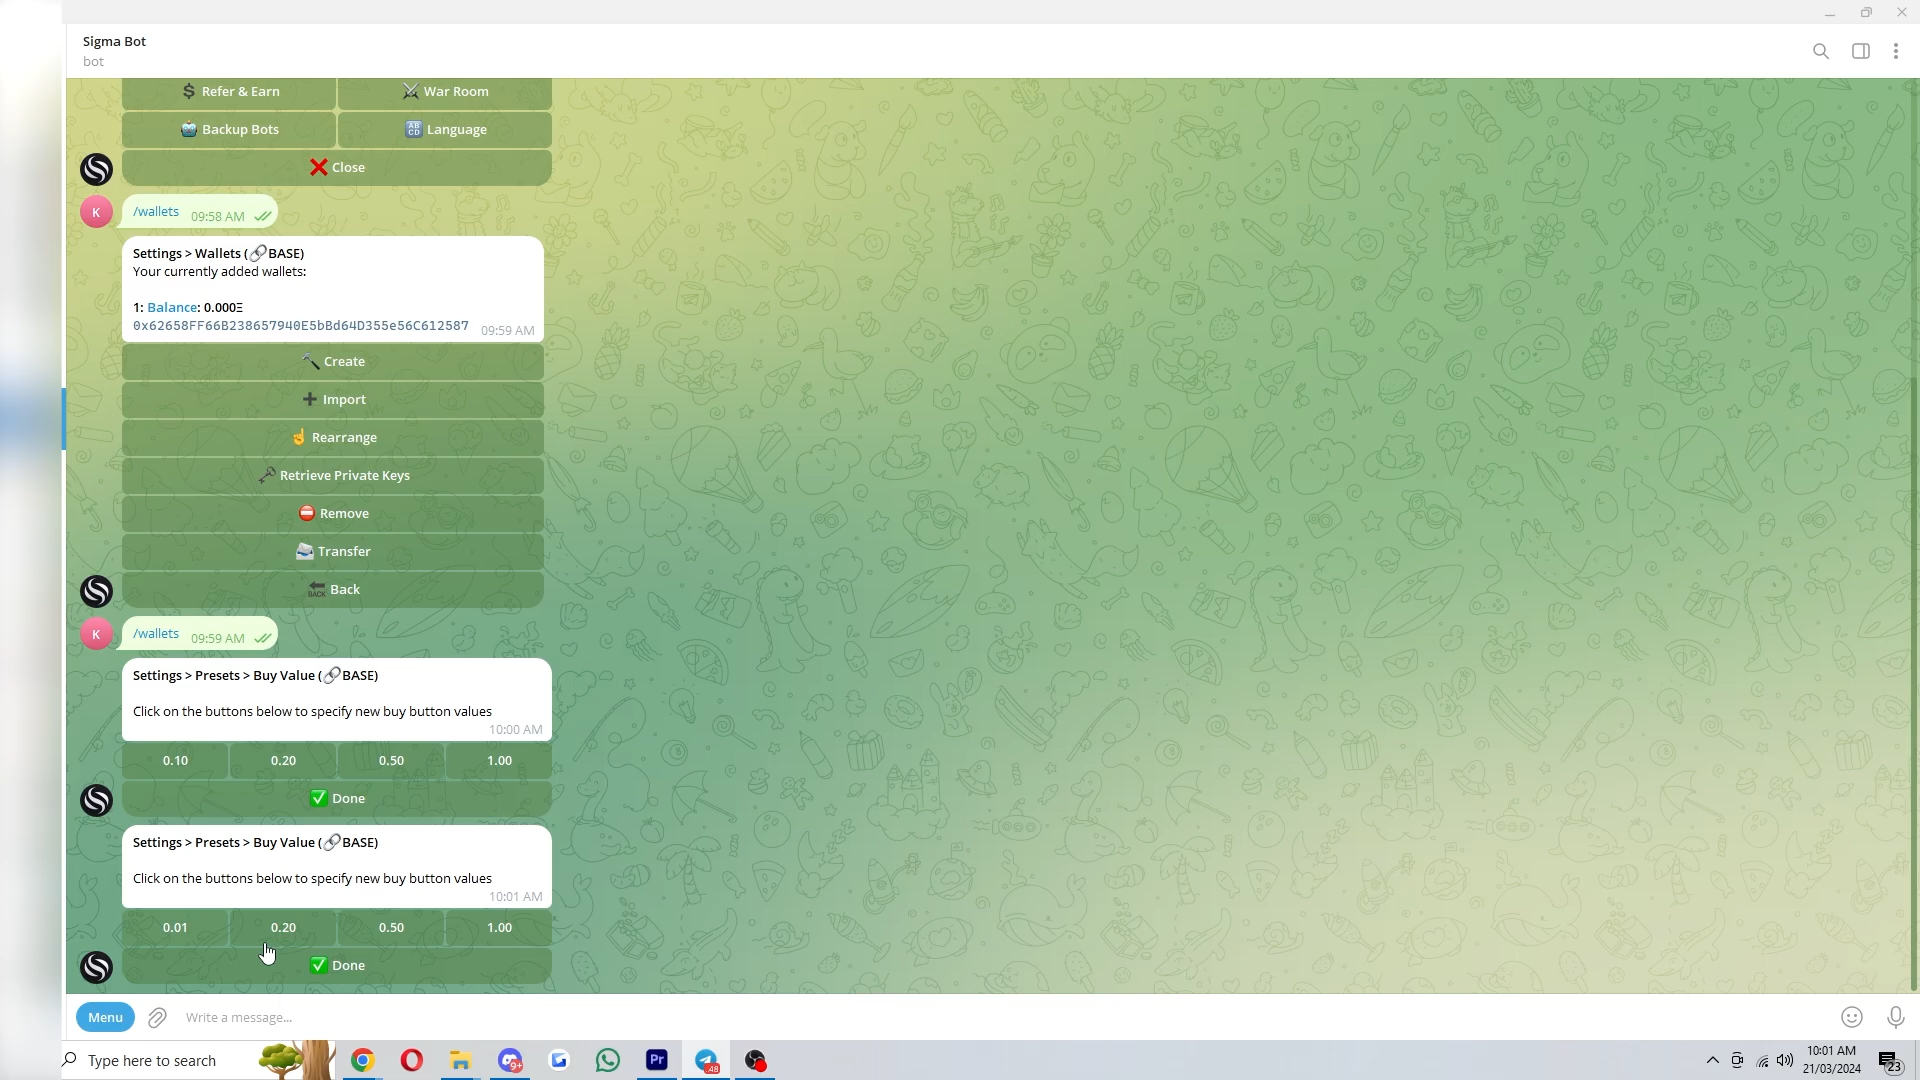 Sigma Bot
bot
Refer & Earn
War Room
Backup Bots
Language
Close
K
/wallets 09:58 AM
Settings > Wallets (🔗BASE)
Your currently added wallets:
1: Balance: 0.000Ξ
0x62658FF66B238657940E5bBd64D355e56C612587 09:59 AM
Create
Import
Rearrange
Retrieve Private Keys
Remove
Transfer
BACK Back
K
/wallets 09:59 AM
Settings > Presets > Buy Value (🔗BASE)
Click on the buttons below to specify new buy button values
10:00 AM
0.10 0.20 0.50 1.00
Done
Settings > Presets > Buy Value (🔗BASE)
Click on the buttons below to specify new buy button values
10:01 AM
0.01 0.20 0.50 1.00
Done
Menu
Write a message...
Type here to search
9+
Pr
48
10:01 AM
21/03/2024
23